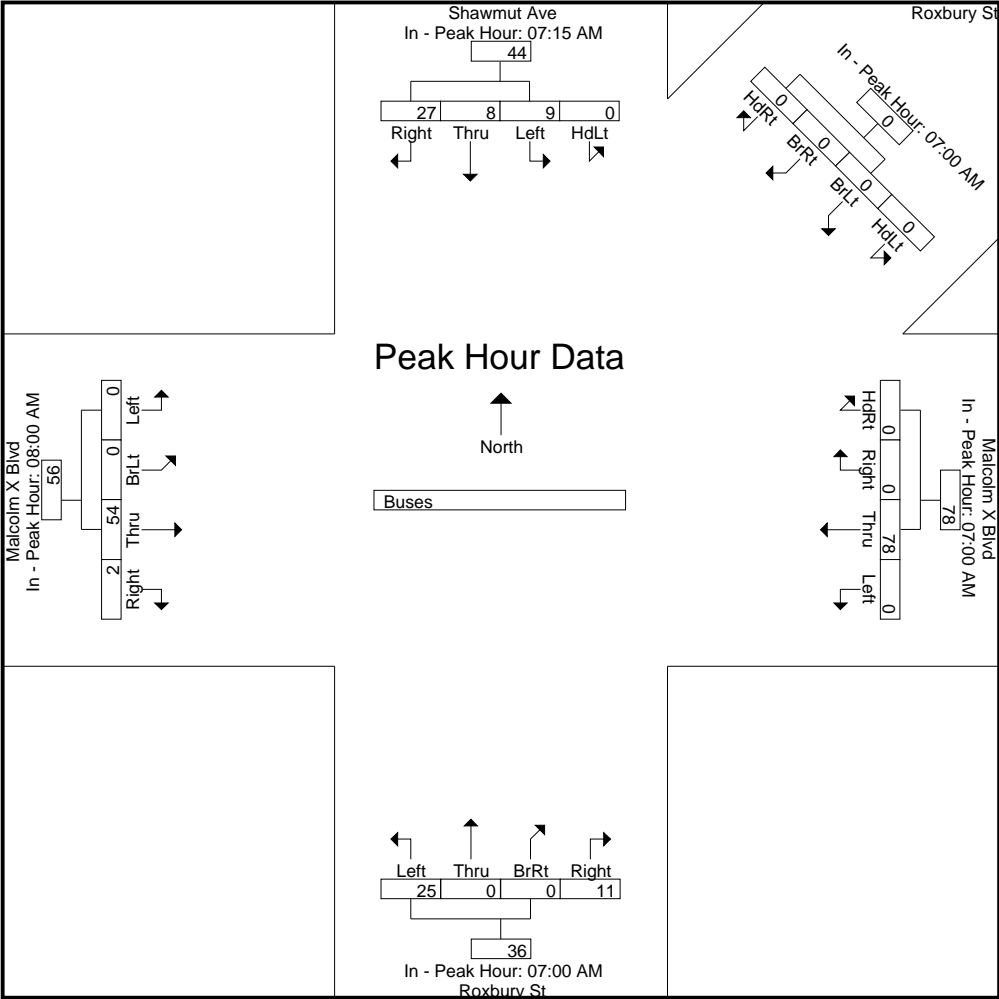 Shawmut Ave
In - Peak Hour: 07:15 AM
44
27 8 9 0
Right Thru Left HdLt
Roxbury St
In - Peak Hour: 07:00 AM
0
0 0 0 0
HdRt BrRt BrLt HdLt
Peak Hour Data
North
Buses
Malcolm X Blvd
In - Peak Hour: 08:00 AM
56
0 0 54 2
Left BrLt Thru Right
Malcolm X Blvd
In - Peak Hour: 07:00 AM
78
0 0 78 0
HdRt Right Thru Left
Left Thru BrRt Right
25 0 0 11
36
In - Peak Hour: 07:00 AM
Roxbury St